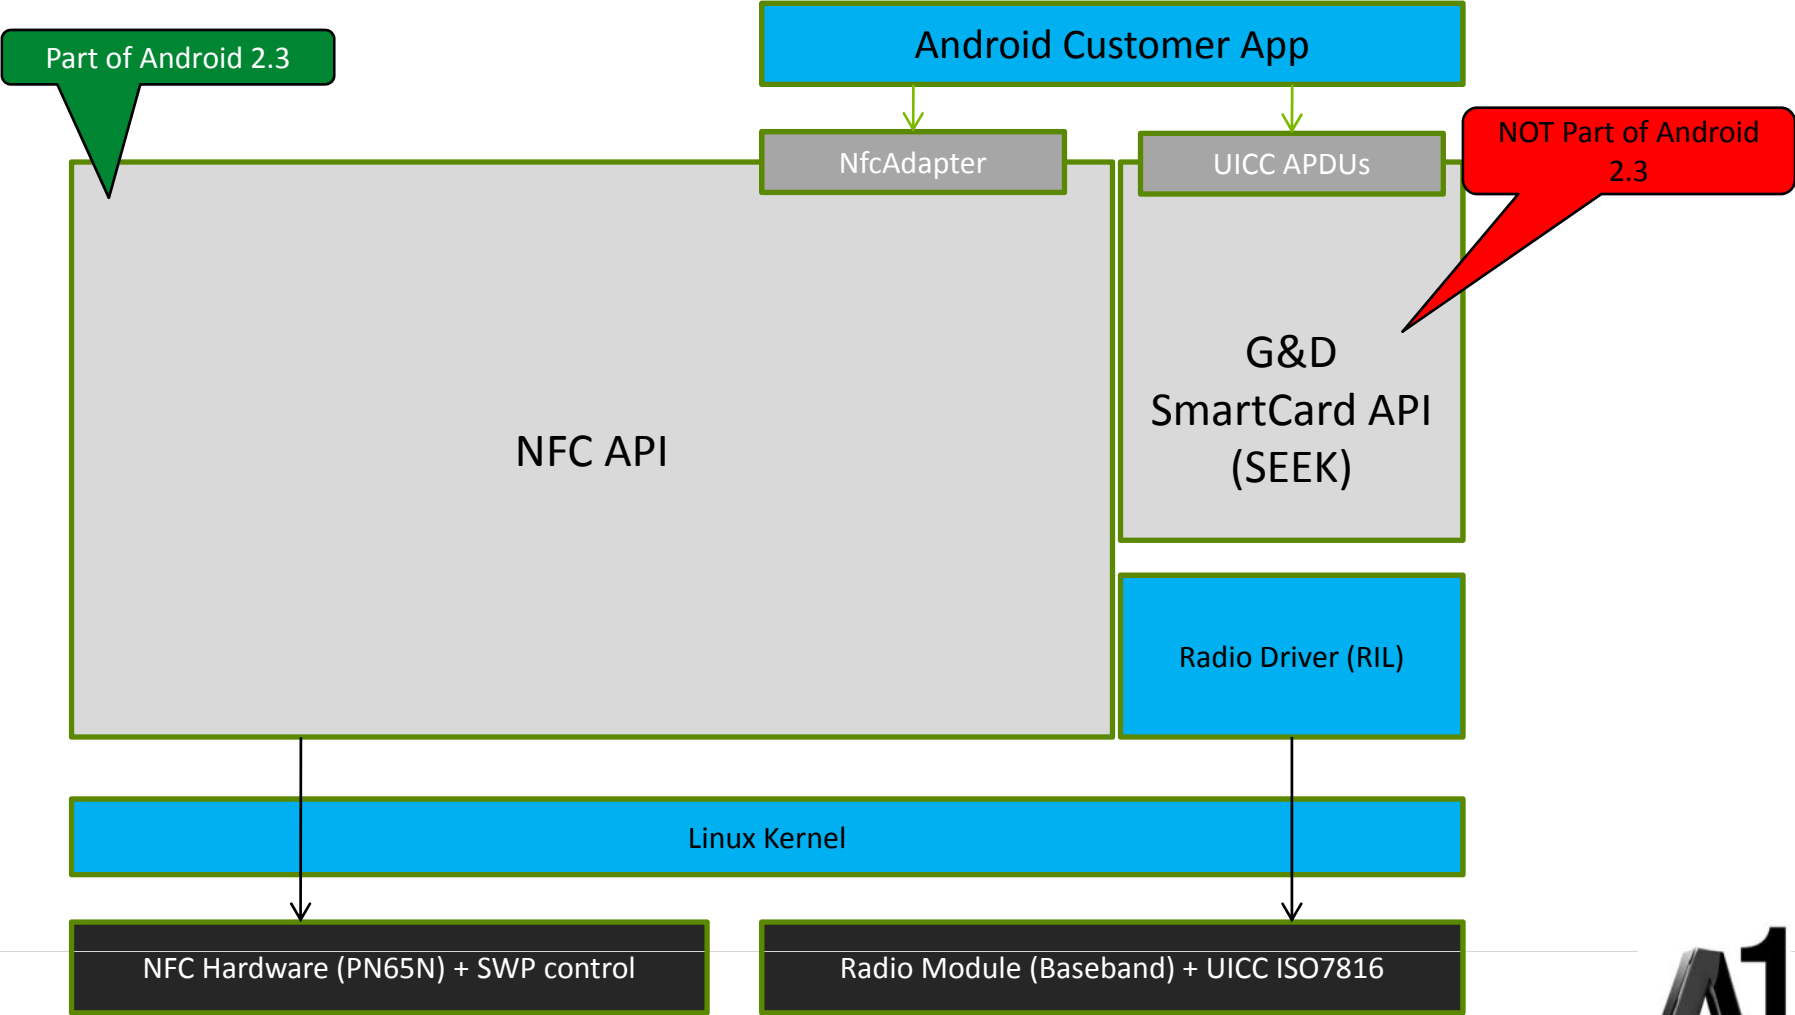 Android Customer App
Part of Android 2.3
NOT Part of Android
2.3
NfcAdapter
UICC APDUs
G&D
SmartCard API
(SEEK)
NFC API
Radio Driver (RIL)
Linux Kernel
NFC Hardware (PN65N) + SWP control
Radio Module (Baseband) + UICC ISO7816
A1